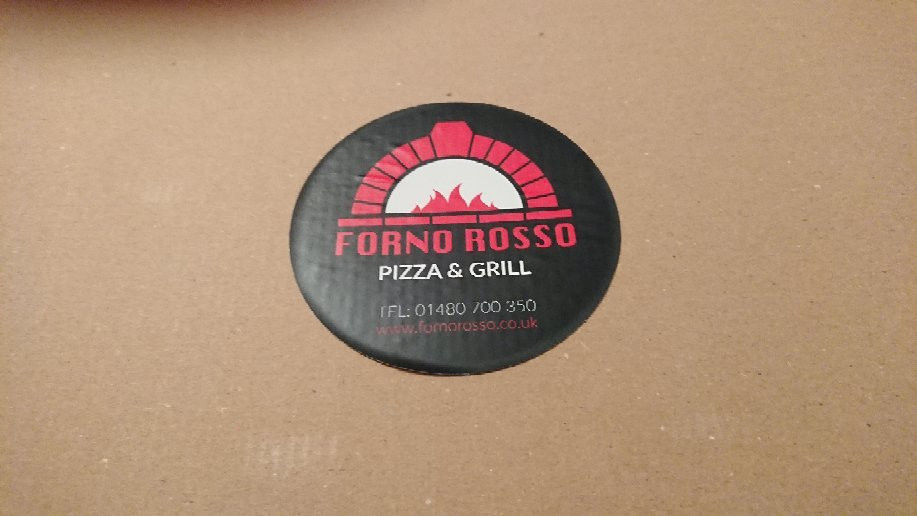 FORNO ROSSO
PIZZA & GRILL
TEL: 01480 700 350
www.fornorosso.co.uk